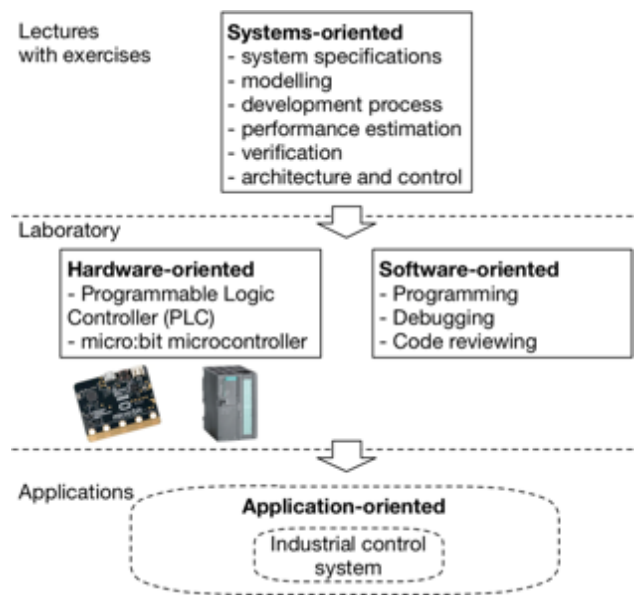 Lectures
with exercises
Systems-oriented
- system specifications
- modelling
- development process
- performance estimation
- verification
- architecture and control
Laboratory
Hardware-oriented
- Programmable Logic
Controller (PLC)
- micro:bit microcontroller
Software-oriented
- Programming
- Debugging
- Code reviewing
Applications
Application-oriented
Industrial control
system